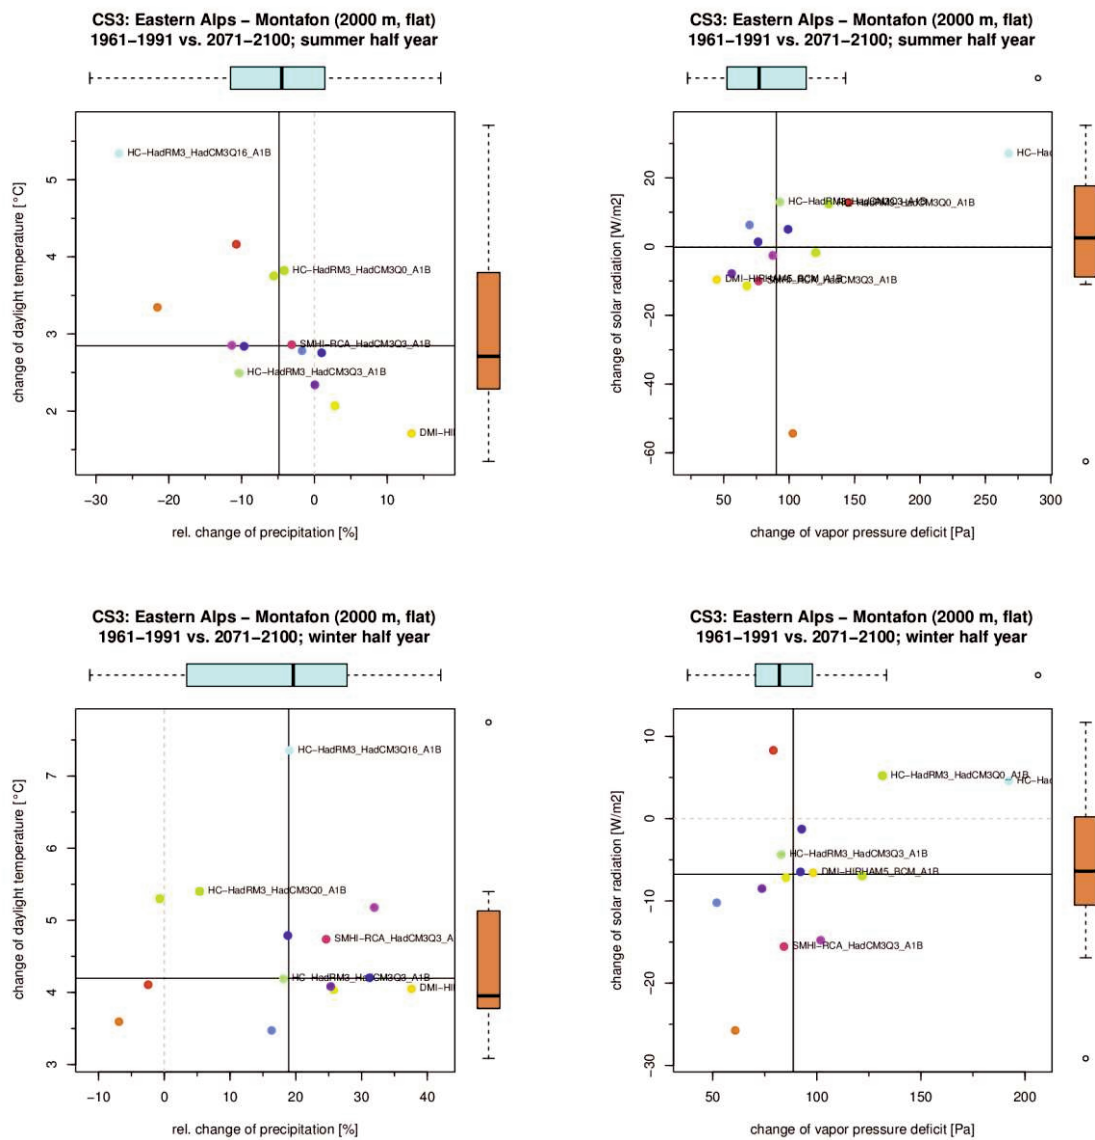 CS3: Eastern Alps − Montafon (2000 m, flat)
1961−1991 vs. 2071−2100; summer half year
change of daylight temperature [°C]
5
4
3
2
HC−HadRM3_HadCM3Q16_A1B
HC−HadRM3_HadCM3Q0_A1B
SMHI−RCA_HadCM3Q3_A1B
HC−HadRM3_HadCM3Q3_A1B
DMI−HI
−30 −20 −10 0 10
rel. change of precipitation [%]
CS3: Eastern Alps − Montafon (2000 m, flat)
1961−1991 vs. 2071−2100; summer half year
change of solar radiation [W/m2]
20
0
−20
−40
−60
HC−Had
HC−HadRM3_HadCM3Q3_A1B
HC−HadRM3_HadCM3Q0_A1B
DMI−HIRHAM5_BCM_A1B
SMHI−RCA_HadCM3Q3_A1B
50 100 150 200 250 300
change of vapor pressure deficit [Pa]
CS3: Eastern Alps − Montafon (2000 m, flat)
1961−1991 vs. 2071−2100; winter half year
change of daylight temperature [°C]
7
6
5
4
3
HC−HadRM3_HadCM3Q16_A1B
HC−HadRM3_HadCM3Q0_A1B
SMHI−RCA_HadCM3Q3_A
HC−HadRM3_HadCM3Q3_A1B
DMI−HI
−10 0 10 20 30 40
rel. change of precipitation [%]
CS3: Eastern Alps − Montafon (2000 m, flat)
1961−1991 vs. 2071−2100; winter half year
change of solar radiation [W/m2]
10
0
−10
−20
−30
HC−HadRM3_HadCM3Q0_A1B
HC−Had
HC−HadRM3_HadCM3Q3_A1B
DMI−HIRHAM5_BCM_A1B
SMHI−RCA_HadCM3Q3_A1B
50 100 150 200
change of vapor pressure deficit [Pa]